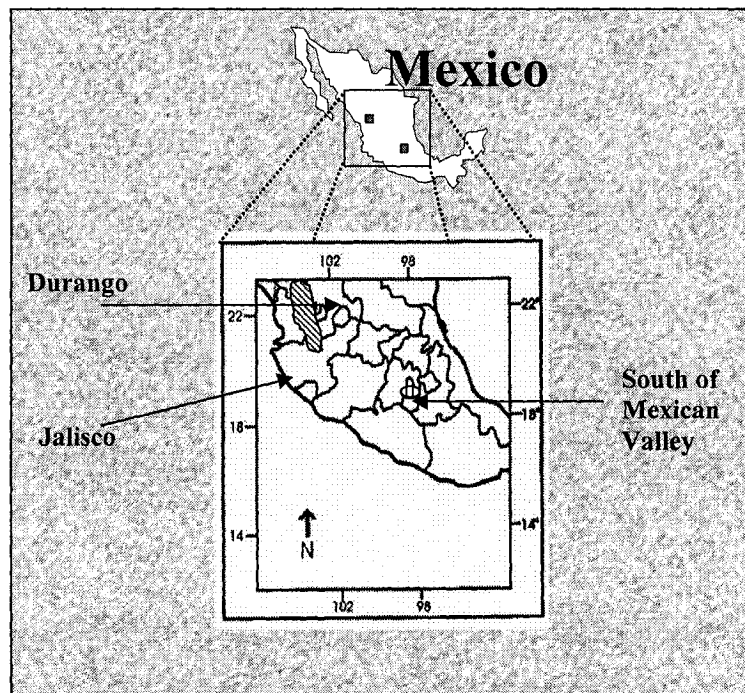 Mexico
102 98
Durango
22 22°
South of
Mexican
Valley
Jalisco
18 18°
14 14°
N
102 98